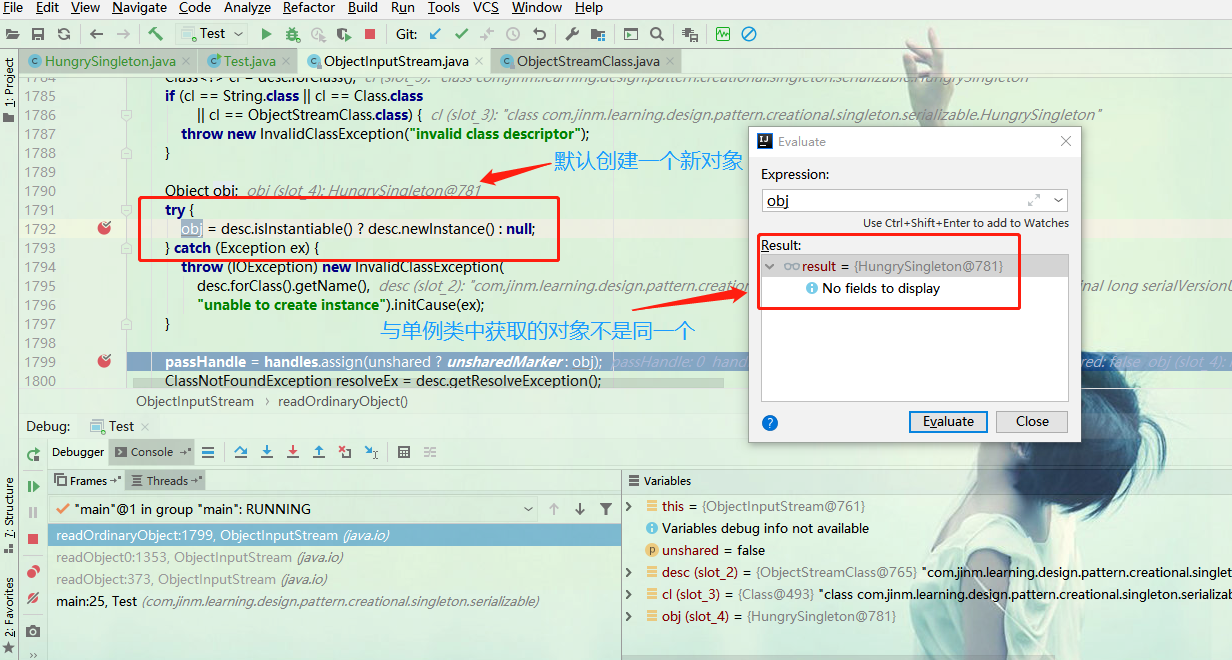 File Edit View Navigate Code Analyze Refactor Build Run Tools VCS Window Help
Test Git:
HungrySingleton.java Test.java ObjectInputStream.java ObjectStreamClass.java
1: Project
1784 Class<?> cl = desc.forClass(); cl (slot_3): "class com.jinm.learning.design.pattern.creational.singleton.serializable.HungrySingleton"
1785 if (cl == String.class || cl == Class.class
1786 || cl == ObjectStreamClass.class) { cl (slot_3): "class com.jinm.learning.design.pattern.creational.singleton.serializable.HungrySingleton"
1787 throw new InvalidClassException("invalid class descriptor");
1788 }
1789
默认创建一个新对象
1790 Object obj; obj (slot_4): HungrySingleton@781
1791 try {
1792 obj = desc.isInstantiable() ? desc.newInstance() : null;
1793 } catch (Exception ex) {
1794 throw (IOException) new InvalidClassException(
1795 desc.forClass().getName(), desc (slot_2): "com.jinm.learning.design.pattern.creation
1796 "unable to create instance").initCause(ex);
1797 }
与单例类中获取的对象不是同一个
1798
1799 passHandle = handles.assign(unshared ? unsharedMarker : obj); passHandle: 0 handl
1800 ClassNotFoundException resolveEx = desc.getResolveException();
nal long serialVersionU
red: false obj (slot 4): H
ObjectInputStream › readOrdinaryObject()
Evaluate
Expression:
obj
Use Ctrl+Shift+Enter to add to Watches
Result:
result = {HungrySingleton@781}
No fields to display
? Evaluate Close
Debug: Test
Debugger Console
Frames Threads
"main"@1 in group "main": RUNNING
readOrdinaryObject:1799, ObjectInputStream (java.io)
readObject0:1353, ObjectInputStream (java.io)
readObject:373, ObjectInputStream (java.io)
main:25, Test (com.jinm.learning.design.pattern.creational.singleton.serializable)
Variables
this = {ObjectInputStream@761}
Variables debug info not available
unshared = false
desc (slot_2) = {ObjectStreamClass@765} "com.jinm.learning.design.pattern.creational.singlet
cl (slot_3) = {Class@493} "class com.jinm.learning.design.pattern.creational.singleton.serializable
obj (slot_4) = {HungrySingleton@781}
7: Structure
2: Favorites